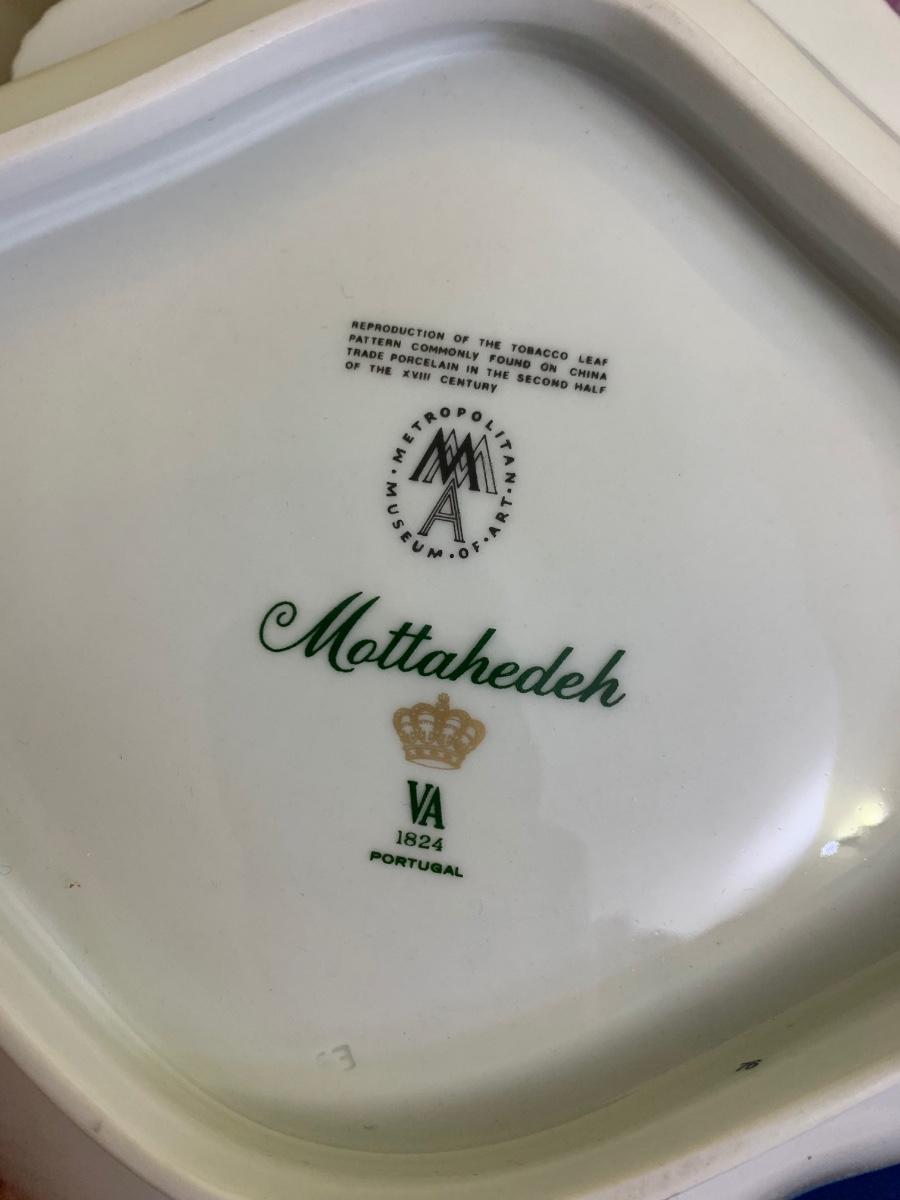 REPRODUCTION OF THE TOBACCO LEAF
PATTERN COMMONLY FOUND ON CHINA
TRADE PORCELAIN IN THE SECOND HALF
OF THE XVIII CENTURY
METROPOLITAN
MUSEUM · OF · ART · N
MMA
Mottahedeh
VA
1824
PORTUGAL
76